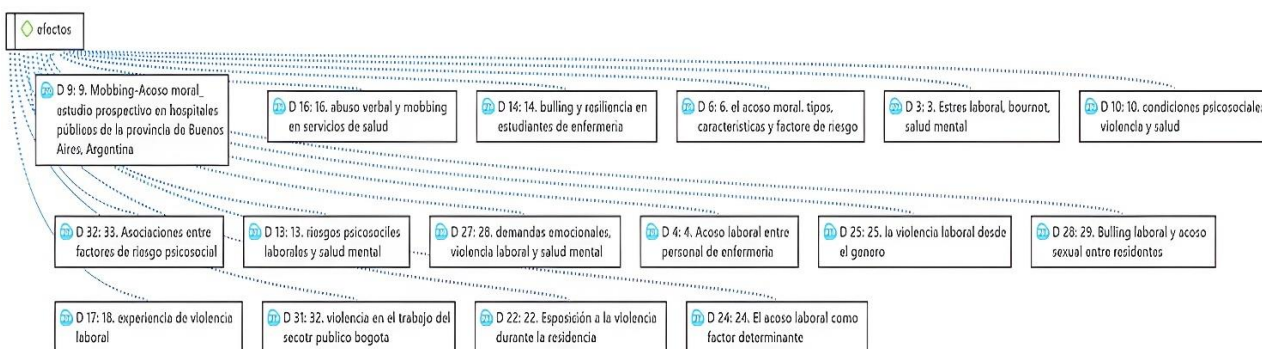 efectos
D 9: 9. Mobbing-Acoso moral_
estudio prospectivo en hospitales
públicos de la provincia de Buenos
Aires, Argentina
D 16: 16. abuso verbal y mobbing
en servicios de salud
D 14: 14. bulling y resiliencia en
estudiantes de enfermeria
D 6: 6. el acoso moral. tipos,
caracteristicas y factore de riesgo
D 3: 3. Estres laboral, bournot,
salud mental
D 10: 10. condiciones psicosociales
violencia y salud
D 32: 33. Asociaciones entre
factores de riesgo psicosocial
D 13: 13. riesgos psicosociles
laborales y salud mental
D 27: 28. demandas emocionales,
violencia laboral y salud mental
D 4: 4. Acoso laboral entre
personal de enfermeria
D 25: 25. la violencia laboral desde
el genero
D 28: 29. Bulling laboral y acoso
sexual entre residentes
D 17: 18. experiencia de violencia
laboral
D 31: 32. violencia en el trabajo del
secotr publico bogota
D 22: 22. Esposición a la violencia
durante la residencia
D 24: 24. El acoso laboral como
factor determinante